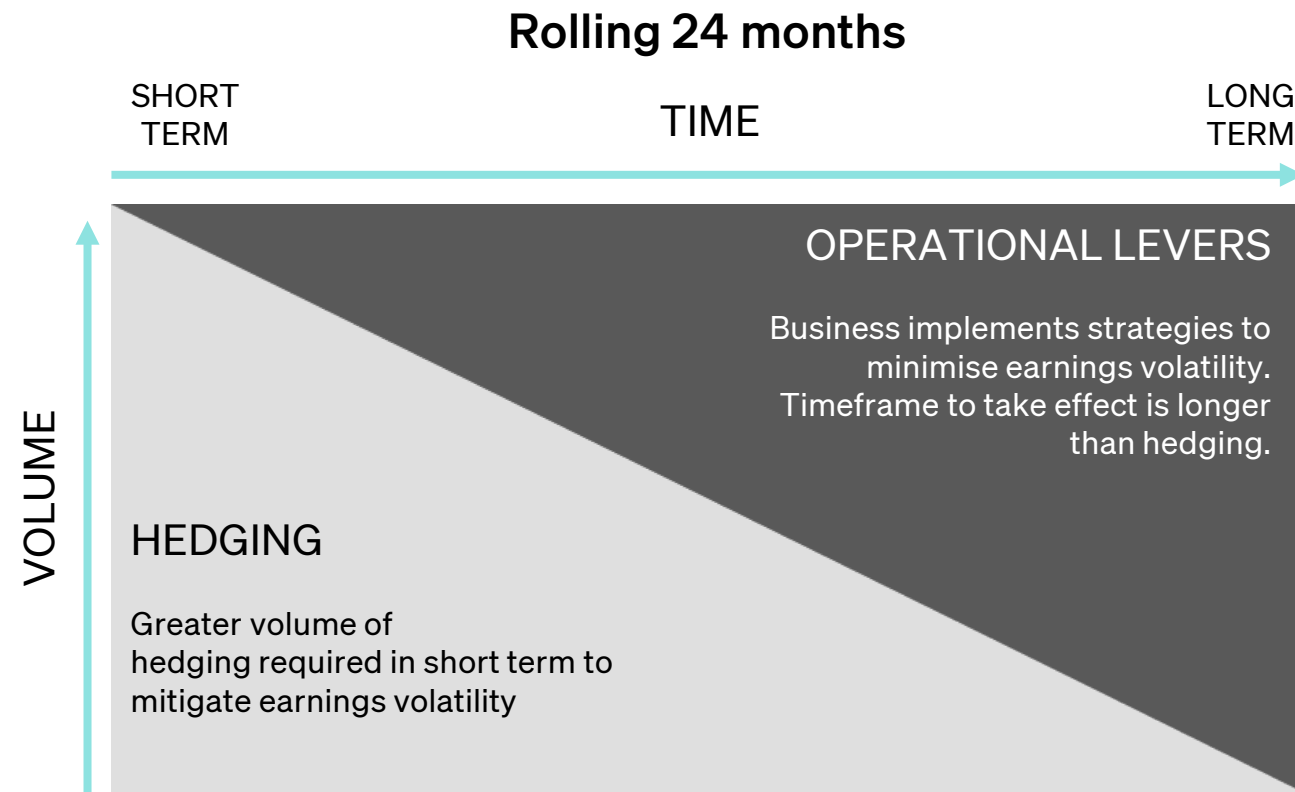 Rolling 24 months
SHORT
TERM
TIME
LONG
TERM
VOLUME
OPERATIONAL LEVERS
Business implements strategies to
minimise earnings volatility.
Timeframe to take effect is longer
than hedging.
HEDGING
Greater volume of
hedging required in short term to
mitigate earnings volatility